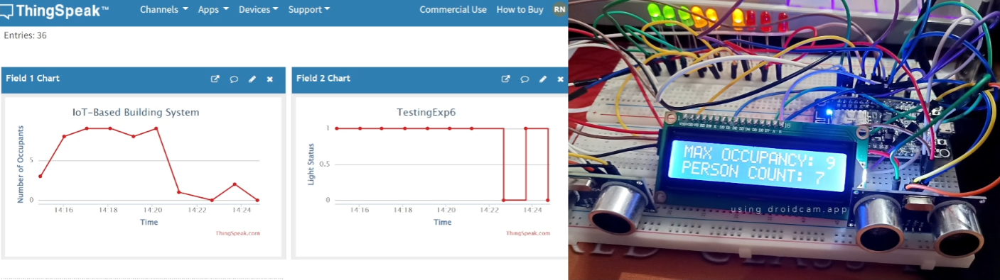 ThingSpeak™
Channels Apps Devices Support Commercial Use How to Buy RN
Entries: 36
Field 1 Chart
IoT-Based Building System
Number of Occupants
5
0
14:16 14:18 14:20 14:22 14:24
Time
ThingSpeak.com
Field 2 Chart
TestingExp6
Light Status
1
0.5
0
14:16 14:18 14:20 14:22 14:24
Time
ThingSpeak.com
MAX OCCUPANCY: 9
PERSON COUNT: 7
using droidcam.app